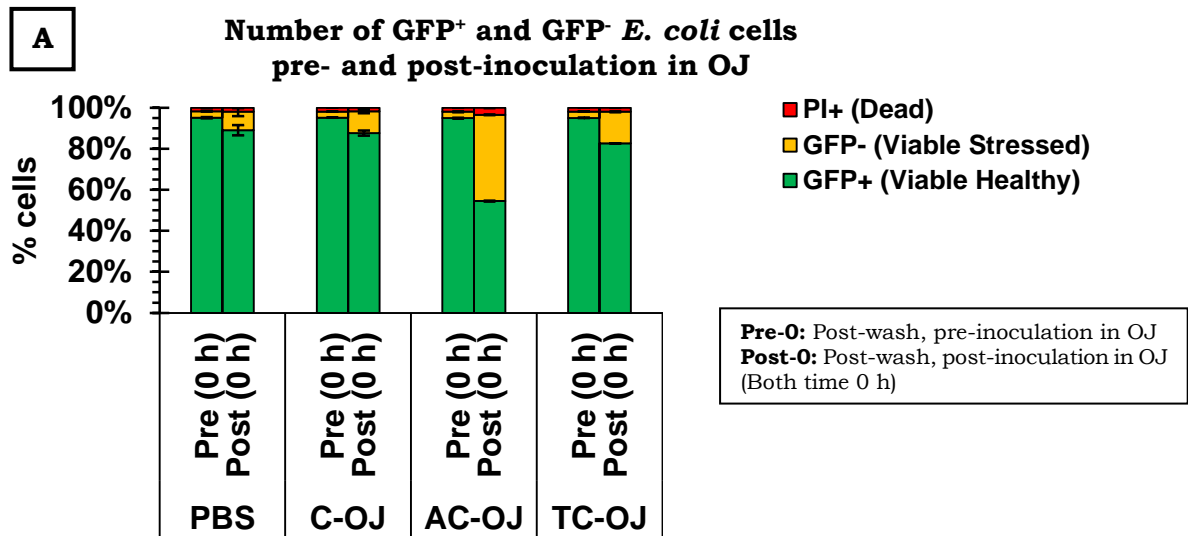 A
Number of GFP+ and GFP- E. coli cells
pre- and post-inoculation in OJ
100%
80%
60%
40%
20%
0%
% cells
PI+ (Dead)
GFP- (Viable Stressed)
GFP+ (Viable Healthy)
Pre (0 h)
Post (0 h)
Pre (0 h)
Post (0 h)
Pre (0 h)
Post (0 h)
Pre (0 h)
Post (0 h)
PBS
C-OJ
AC-OJ
TC-OJ
Pre-0: Post-wash, pre-inoculation in OJ
Post-0: Post-wash, post-inoculation in OJ
(Both time 0 h)